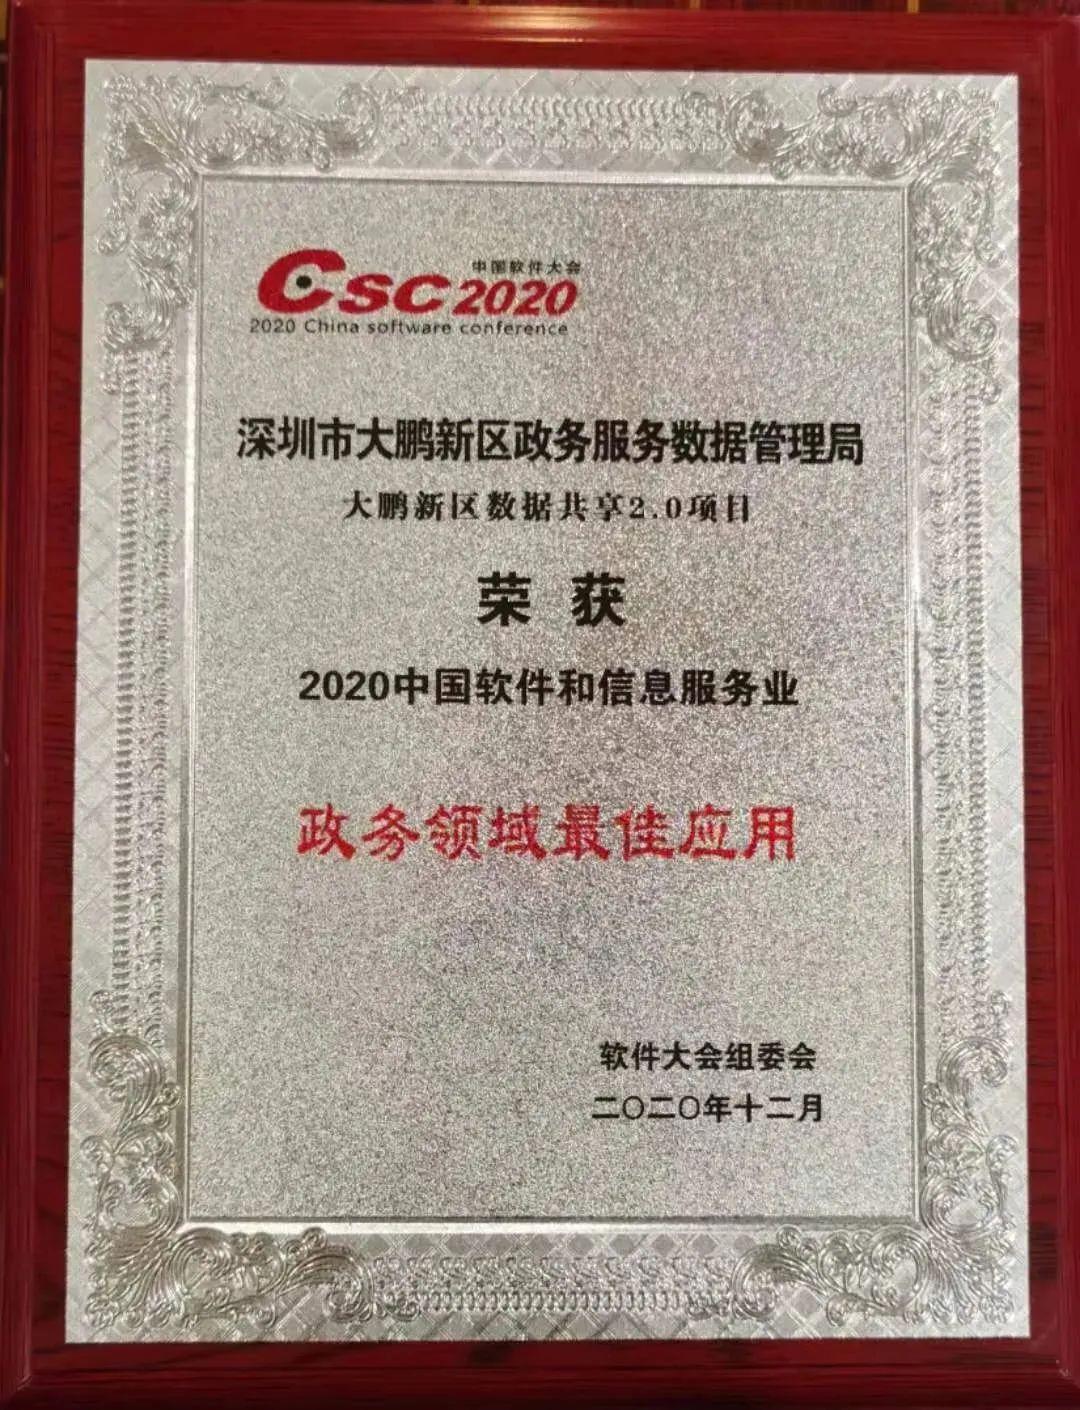 中国软件大会
CSC 2020
2020 China software conference
深圳市大鹏新区政务服务数据管理局
大鹏新区数据共享2.0项目
荣 获
2020中国软件和信息服务业
政务领域最佳应用
软件大会组委会
二〇二〇年十二月